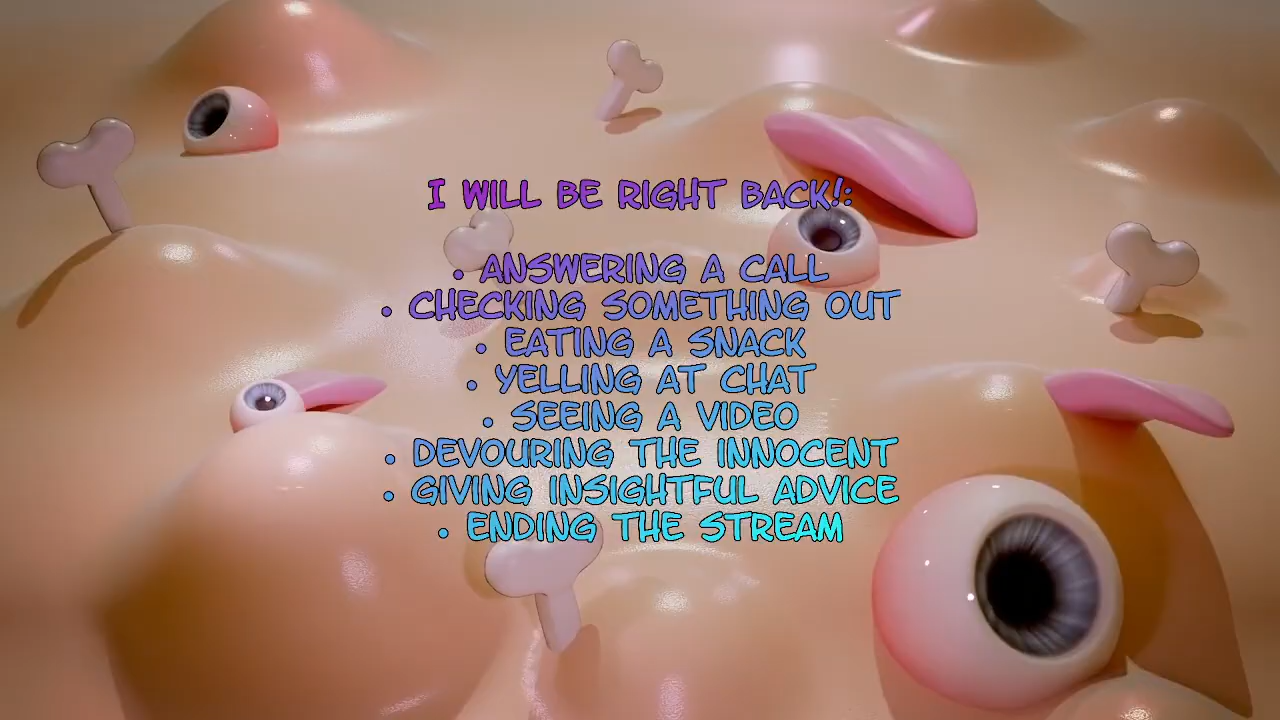 I WILL BE RIGHT BACK!:
• ANSWERING A CALL
• CHECKING SOMETHING OUT
• EATING A SNACK
• YELLING AT CHAT
• SEEING A VIDEO
• DEVOURING THE INNOCENT
• GIVING INSIGHTFUL ADVICE
• ENDING THE STREAM